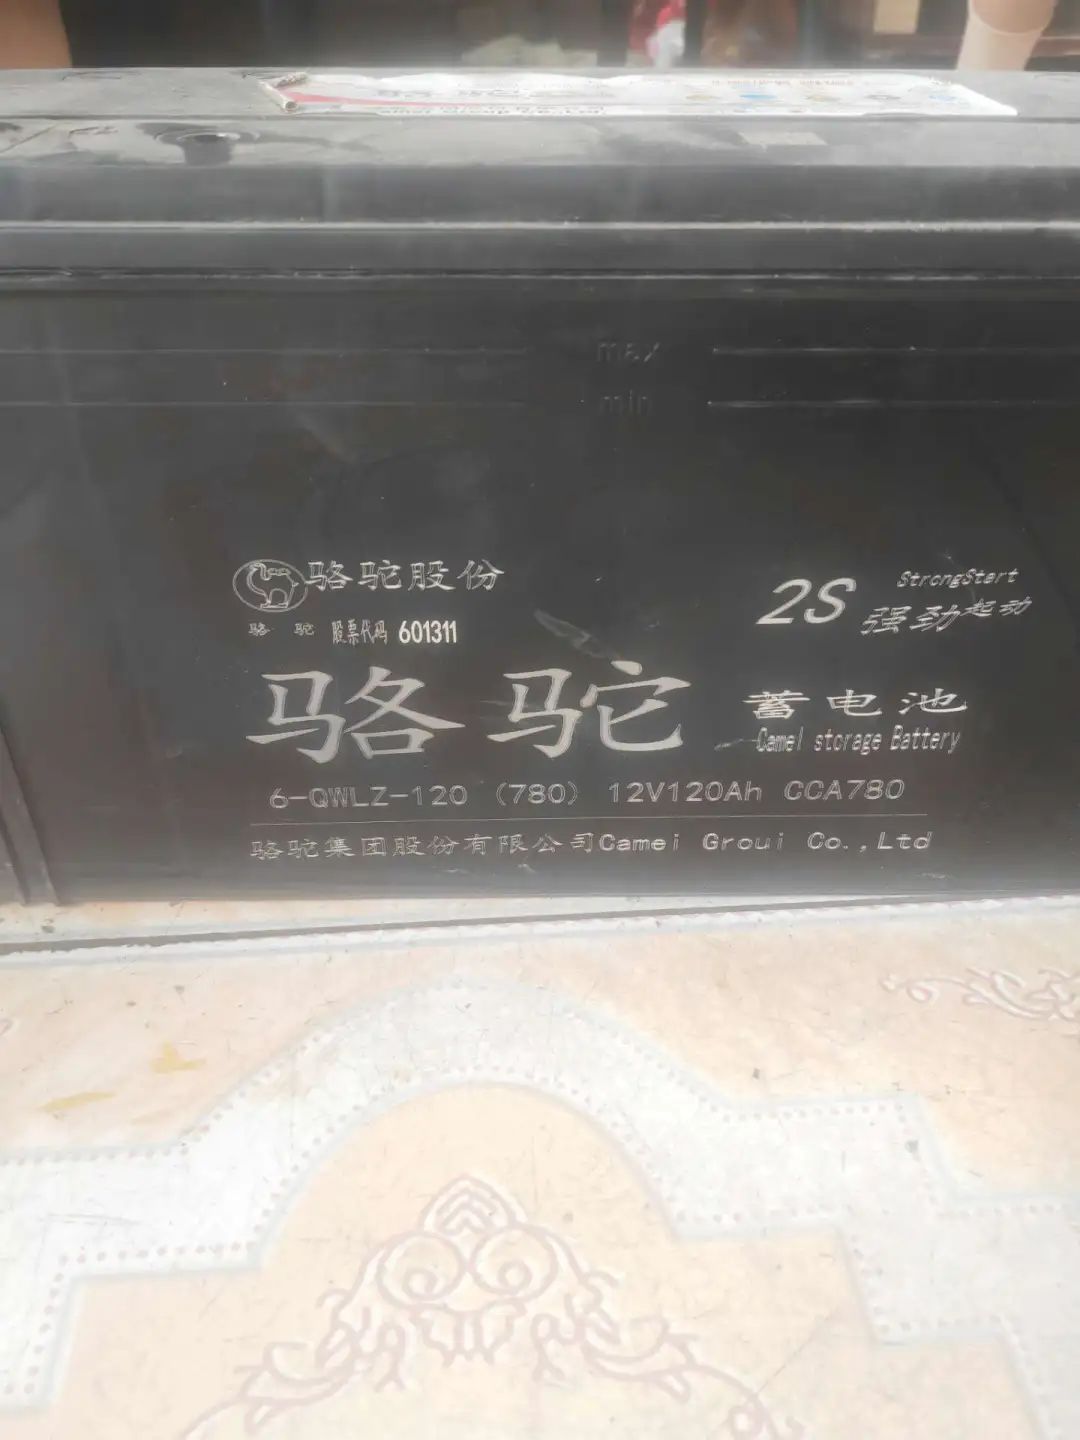 max
min
骆驼股份
骆 驼 股票代码 601311
2S StrongStart
强劲起动
骆驼 蓄电池
Camel storage Battery
6-QWLZ-120 (780) 12V120Ah CCA780
骆驼集团股份有限公司Camei Groui Co.,Ltd